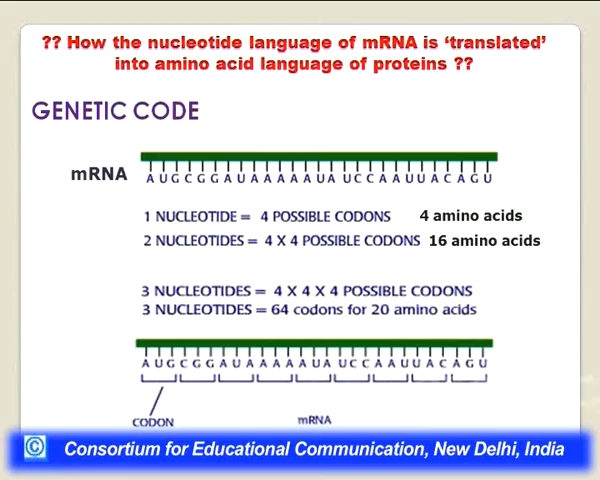 ?? How the nucleotide language of mRNA is ‘translated’
into amino acid language of proteins ??
GENETIC CODE
mRNA A U G C G G A U A A A A A U A U C C A A U U A C A G U
1 NUCLEOTIDE = 4 POSSIBLE CODONS 4 amino acids
2 NUCLEOTIDES = 4 X 4 POSSIBLE CODONS 16 amino acids
3 NUCLEOTIDES = 4 X 4 X 4 POSSIBLE CODONS
3 NUCLEOTIDES = 64 codons for 20 amino acids
A U G C G G A U A A A A A U A U C C A A U U A C A G U
CODON mRNA
© Consortium for Educational Communication, New Delhi, India